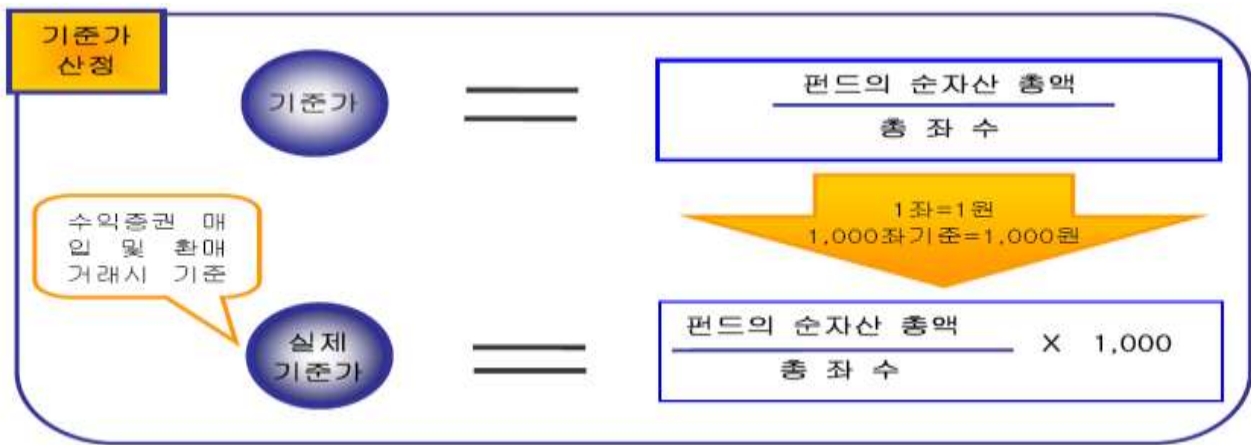 기준가
산정
기준가
펀드의 순자산 총액
총 좌 수
1좌=1원
1,000좌기준=1,000원
수익증권 매
입 및 환매
거래시 기준
실제
기준가
펀드의 순자산 총액
총 좌 수
X 1,000